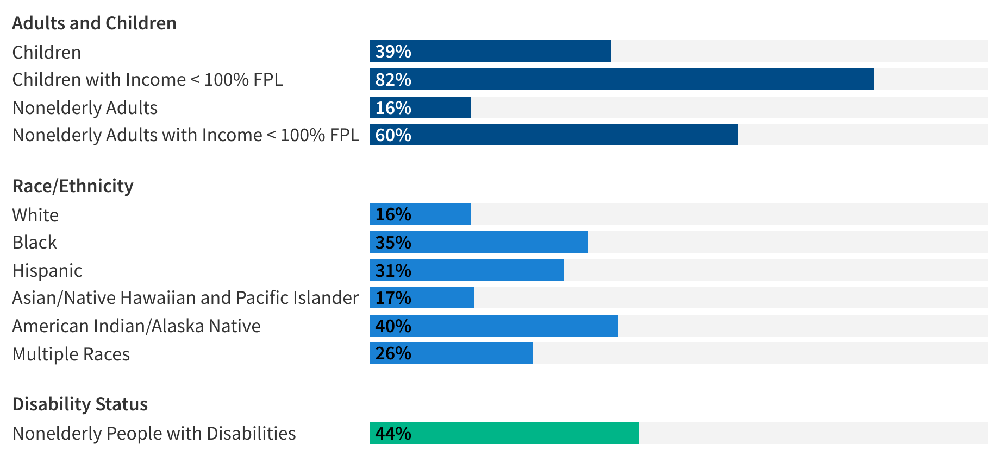 Adults and Children
Children 39%
Children with Income < 100% FPL 82%
Nonelderly Adults 16%
Nonelderly Adults with Income < 100% FPL 60%
Race/Ethnicity
White 16%
Black 35%
Hispanic 31%
Asian/Native Hawaiian and Pacific Islander 17%
American Indian/Alaska Native 40%
Multiple Races 26%
Disability Status
Nonelderly People with Disabilities 44%